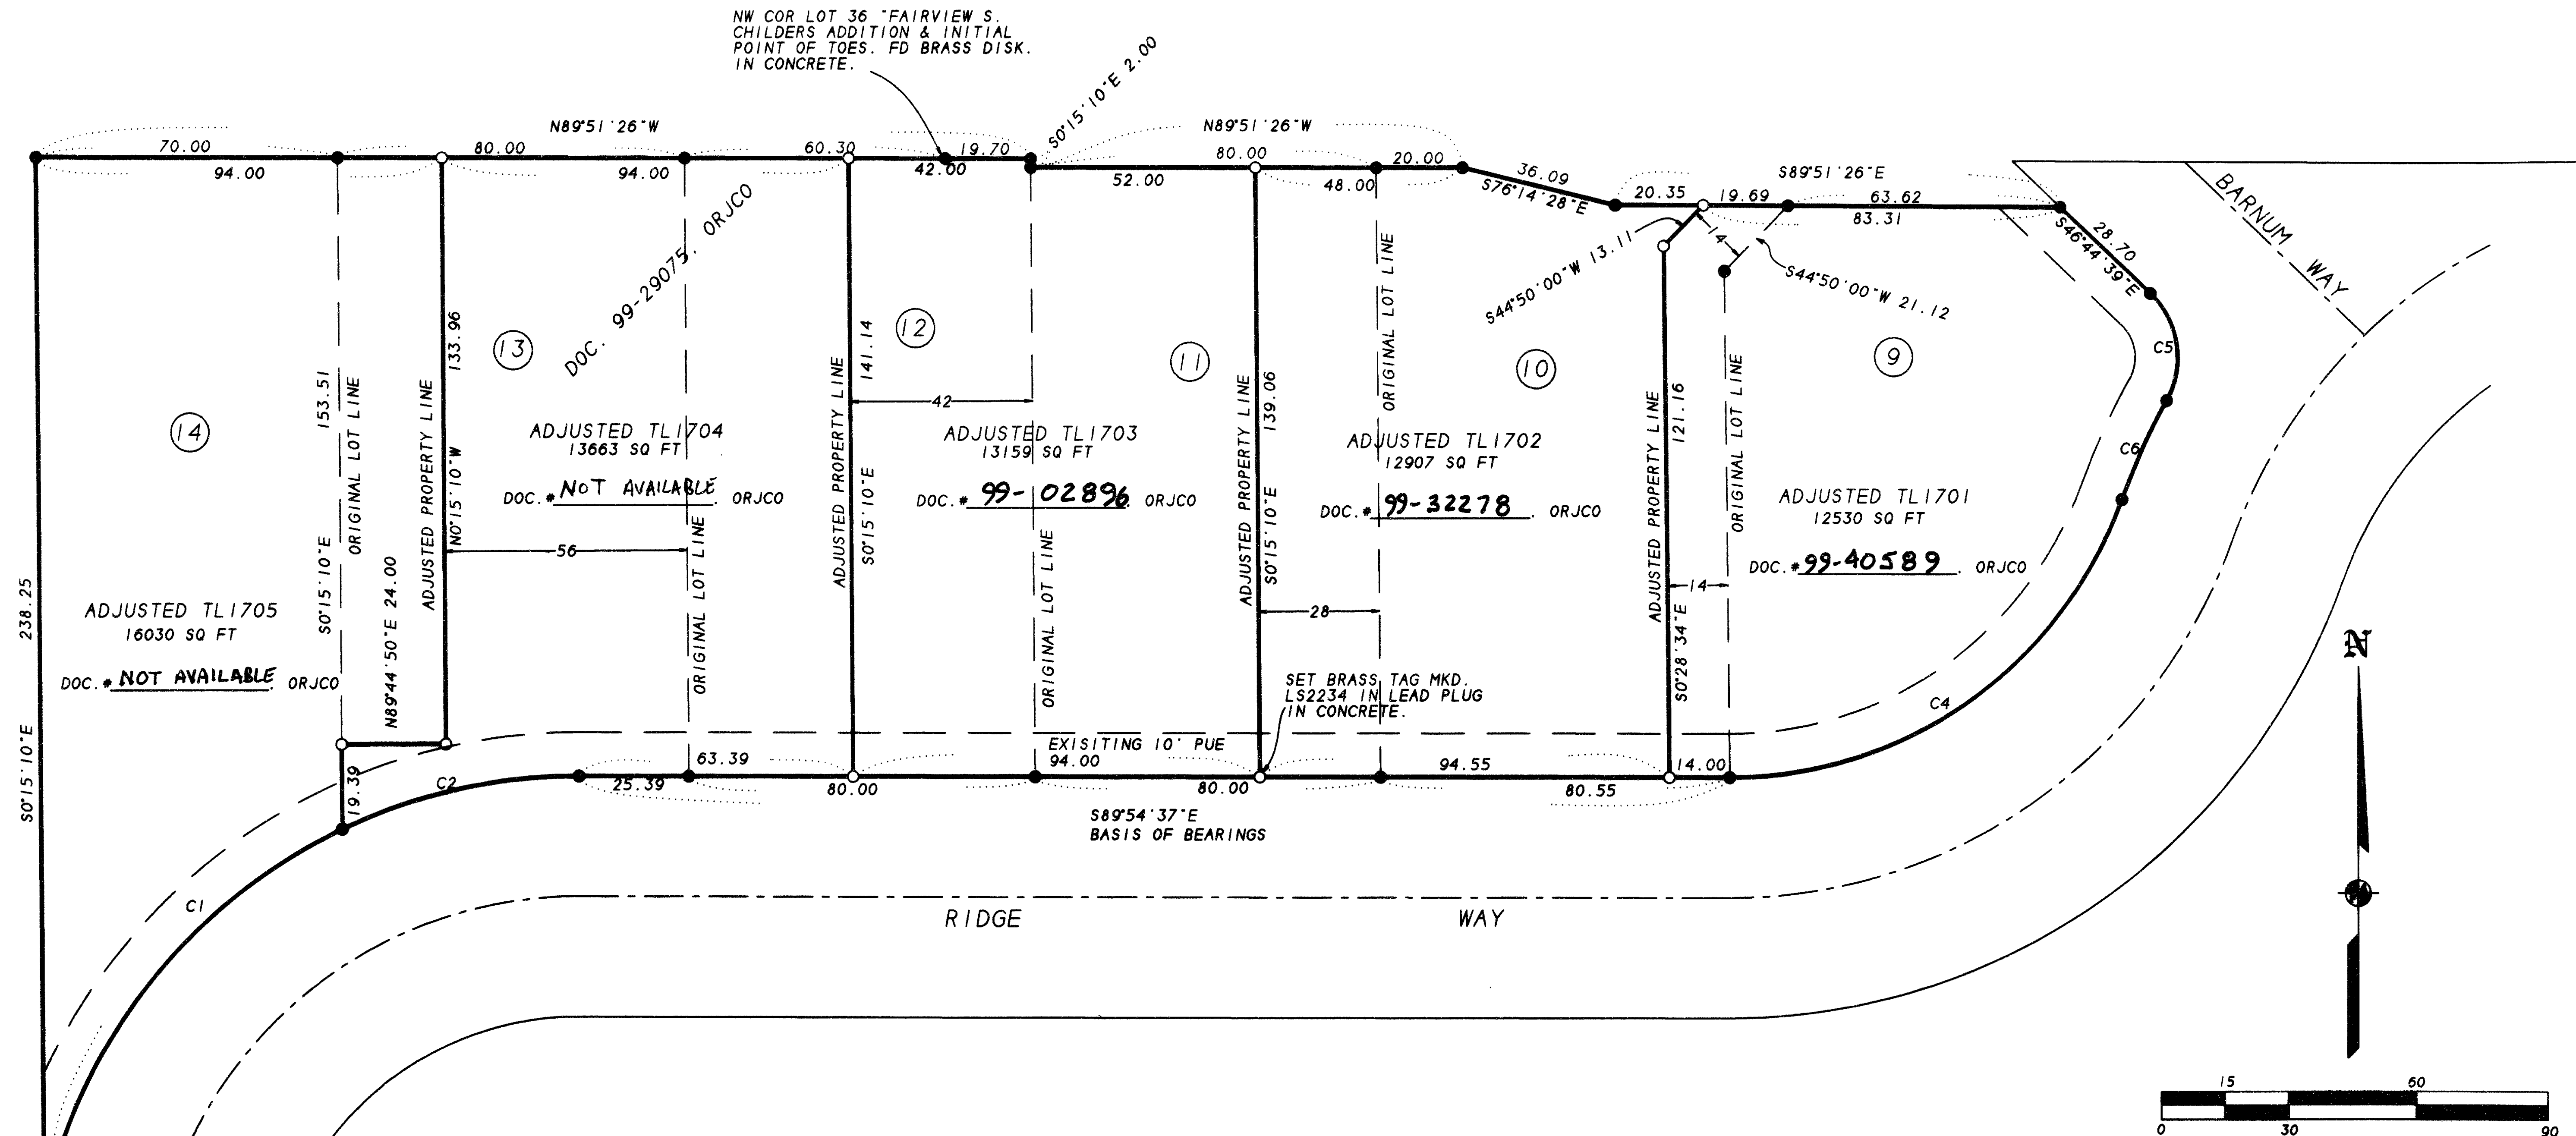 NW COR LOT 36 "FAIRVIEW S.
CHILDERS ADDITION & INITIAL
POINT OF TOES. FD BRASS DISK.
IN CONCRETE.
S0°15'10"E 2.00
N89°51'26"W
N89°51'26"W
70.00
80.00
60.30
19.70
80.00
20.00
94.00
94.00
42.00
52.00
48.00
36.09
S76°14'28"E
20.35
19.69
S89°51'26"E
63.62
83.31
28.70
S46°44'39"E
BARNUM WAY
S44°50'00"W 13.11
14
S44°50'00"W 21.12
DOC. 99-29075. ORJCO
14
13
12
11
10
9
C5
C6
238.25
S0°15'10"E
153.51
S0°15'10"E
ORIGINAL LOT LINE
ADJUSTED PROPERTY LINE
133.96
N0°15'10"W
N89°44'50"E 24.00
ORIGINAL LOT LINE
ADJUSTED PROPERTY LINE
141.14
S0°15'10"E
42
ORIGINAL LOT LINE
ADJUSTED PROPERTY LINE
139.06
S0°15'10"E
ORIGINAL LOT LINE
ADJUSTED PROPERTY LINE
121.16
S0°28'34"E
ORIGINAL LOT LINE
ADJUSTED TL1705
16030 SQ FT
DOC.# NOT AVAILABLE. ORJCO
ADJUSTED TL1704
13663 SQ FT
DOC.# NOT AVAILABLE. ORJCO
ADJUSTED TL1703
13159 SQ FT
DOC.# 99-02896. ORJCO
ADJUSTED TL1702
12907 SQ FT
DOC.# 99-32278. ORJCO
ADJUSTED TL1701
12530 SQ FT
DOC.# 99-40589. ORJCO
56
28
14
SET BRASS TAG MKD.
LS2234 IN LEAD PLUG
IN CONCRETE.
EXISITING 10' PUE
19.39
C2
25.39
63.39
80.00
94.00
80.00
94.55
80.55
14.00
C4
S89°54'37"E
BASIS OF BEARINGS
C1
RIDGE WAY
N
15
60
0
30
90